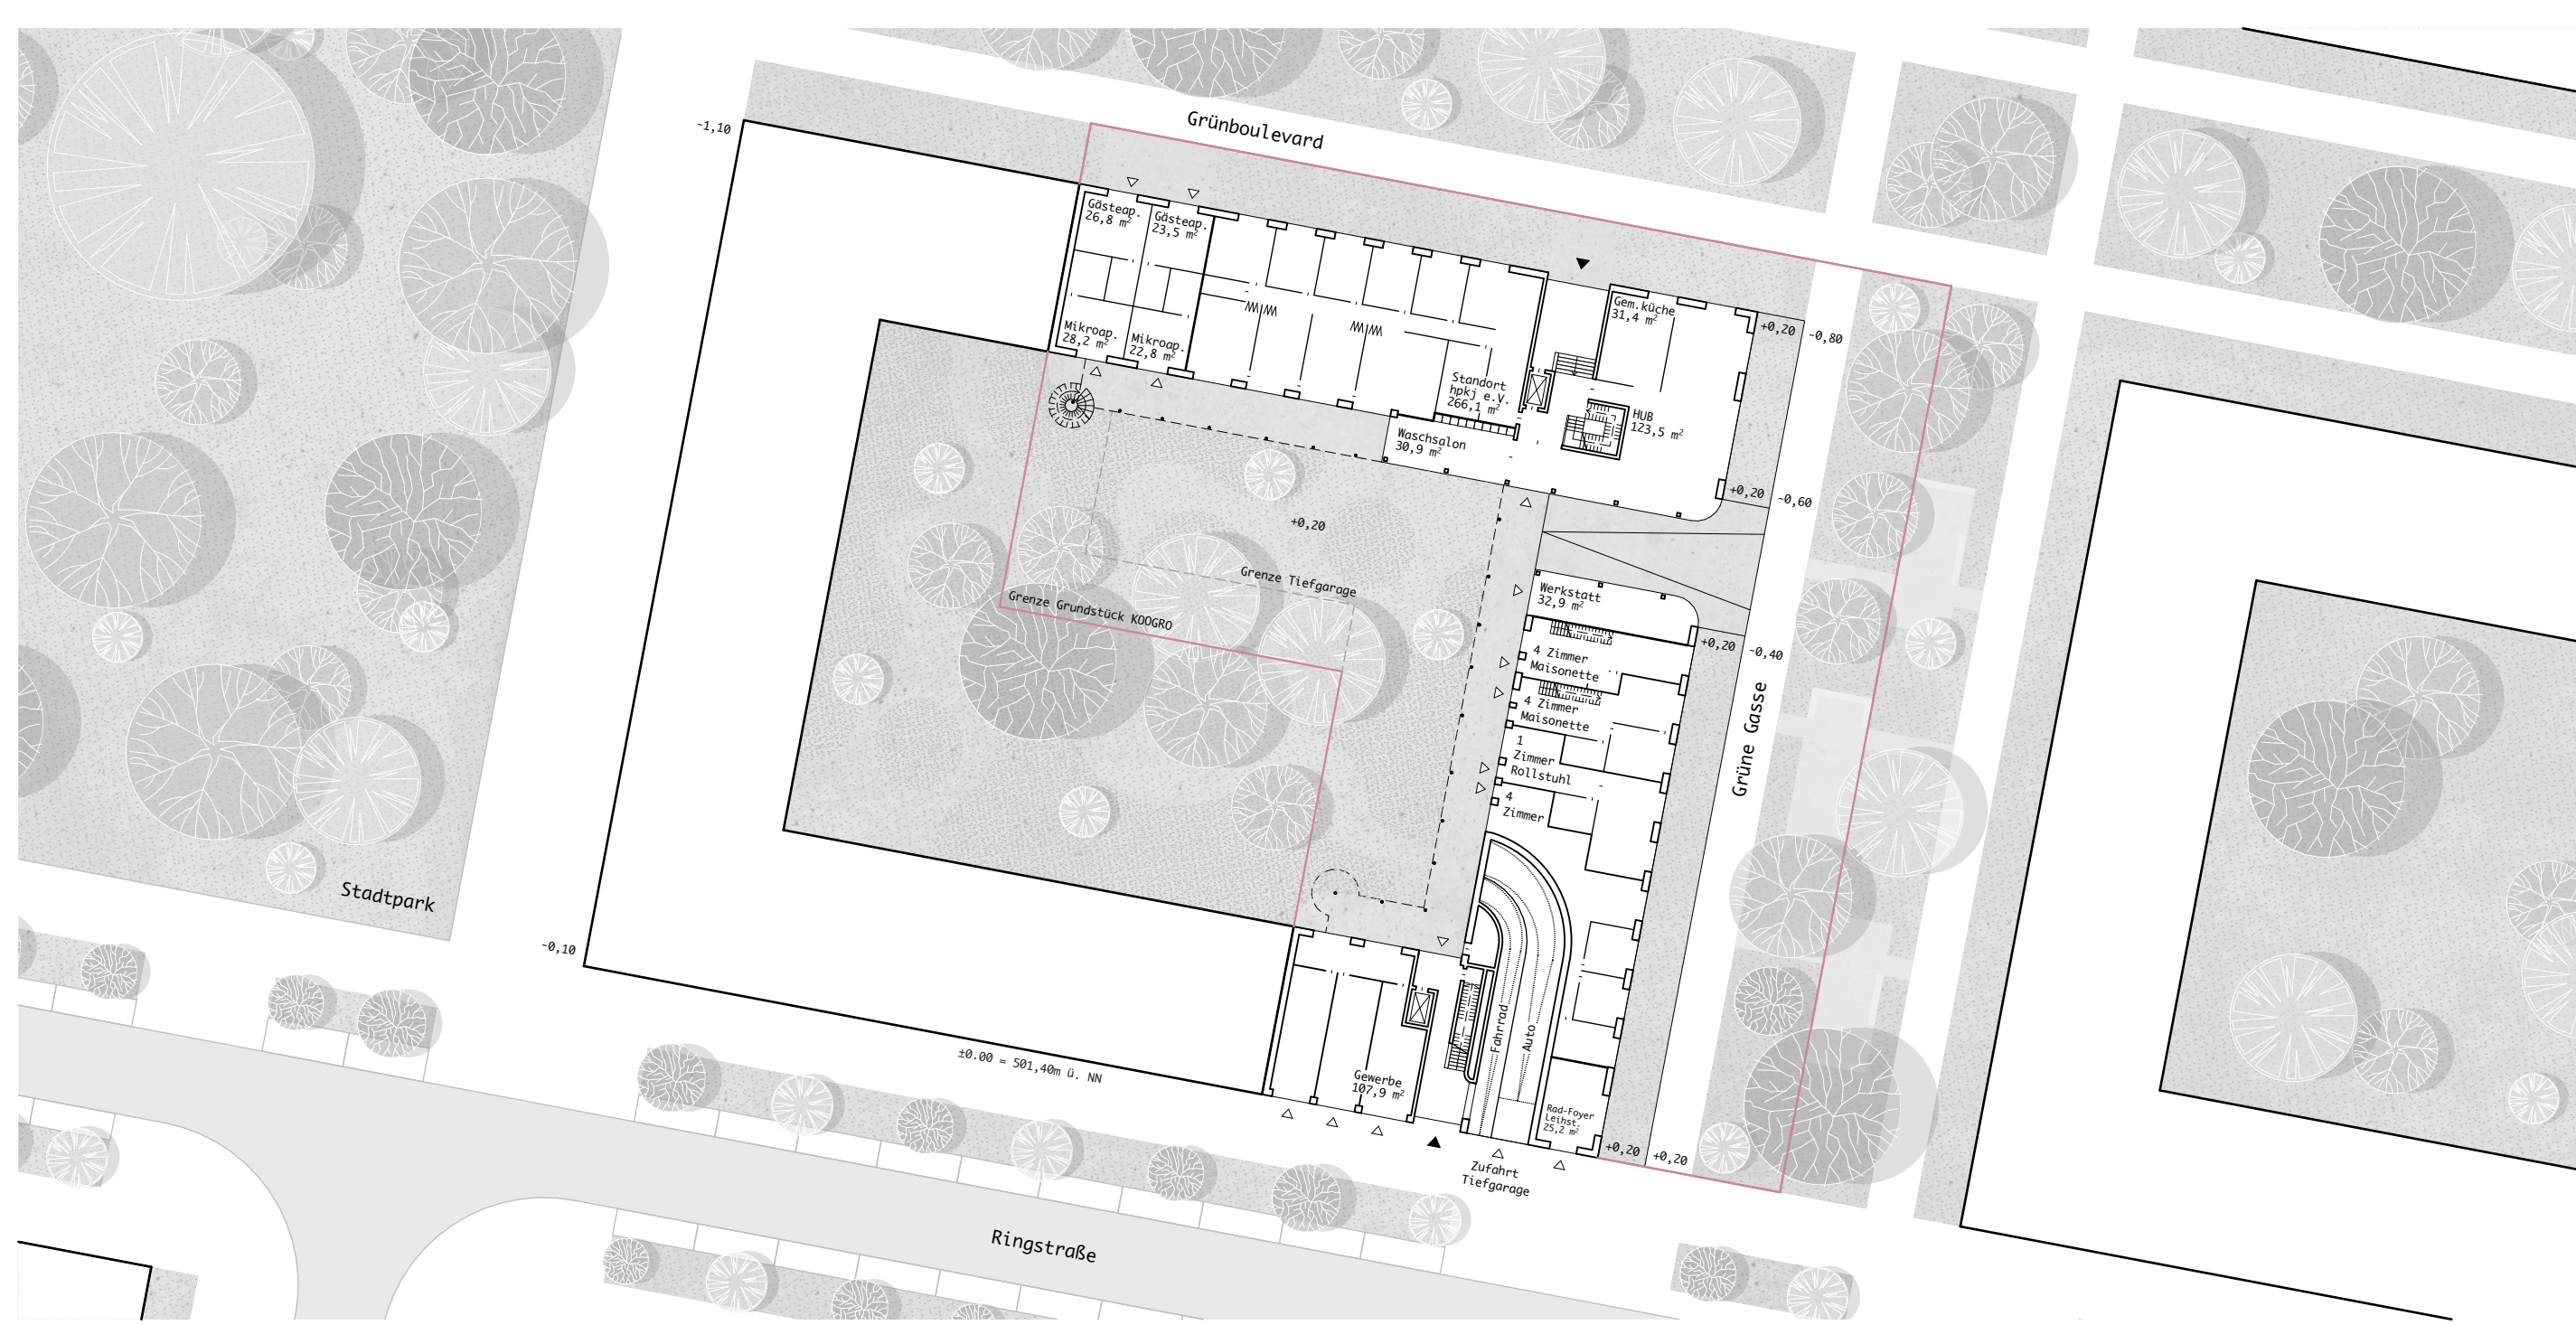 Grünboulevard
-1,10
Gästeap.
26,8 m²
Gästeap.
23,5 m²
Gem.küche
31,4 m²
+0,20
-0,80
Mikroap.
28,2 m²
Mikroap.
22,8 m²
Standort
hpkj e.V.
266,1 m²
HUB
123,5 m²
Waschsalon
30,9 m²
+0,20
-0,60
+0,20
Grenze Tiefgarage
Grenze Grundstück KOOGRO
Werkstatt
32,9 m²
+0,20
-0,40
4 Zimmer
Maisonette
4 Zimmer
Maisonette
Grüne Gasse
1
Zimmer
Rollstuhl
4
Zimmer
Stadtpark
-0,10
Fahrrad
Auto
±0.00 = 501,40m ü. NN
Gewerbe
107,9 m²
Rad-Foyer
Leihst.
25,2 m²
+0,20
+0,20
Zufahrt
Tiefgarage
Ringstraße